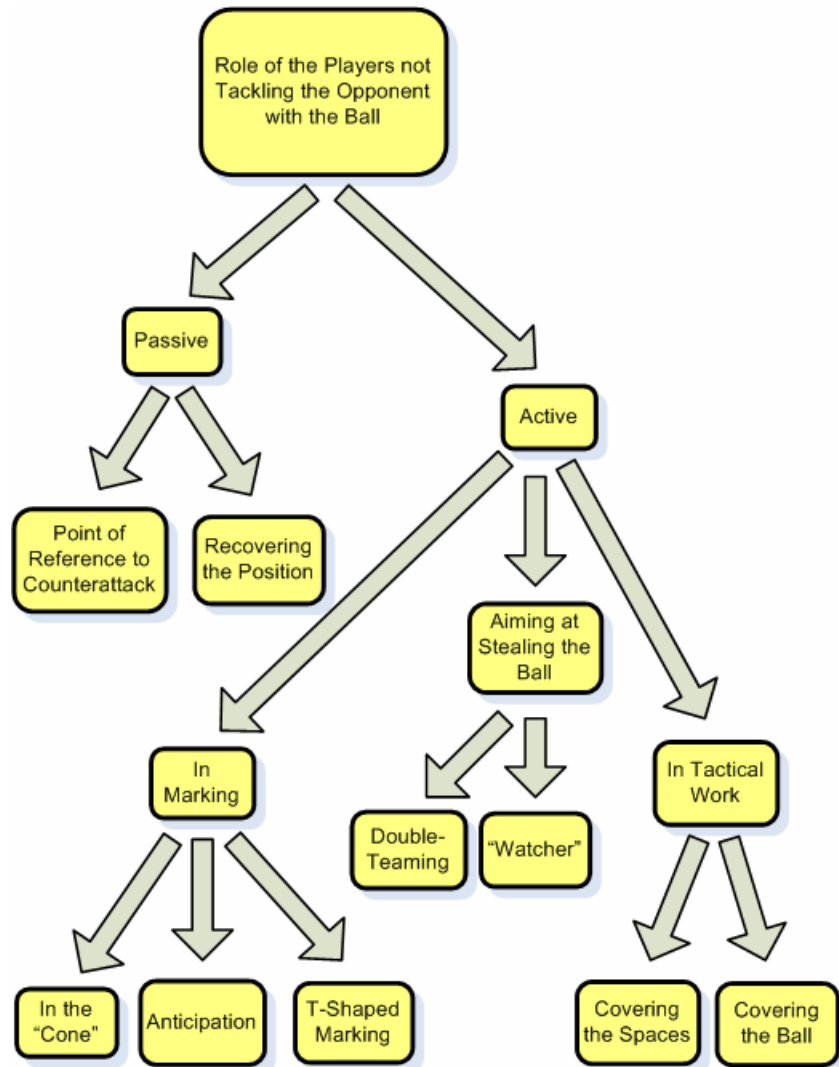 Role of the Players not
Tackling the Opponent
with the Ball
Passive
Active
Point of
Reference to
Counterattack
Recovering
the Position
Aiming at
Stealing the
Ball
In
Marking
In Tactical
Work
Double-
Teaming
“Watcher”
In the
“Cone”
Anticipation
T-Shaped
Marking
Covering
the Spaces
Covering
the Ball